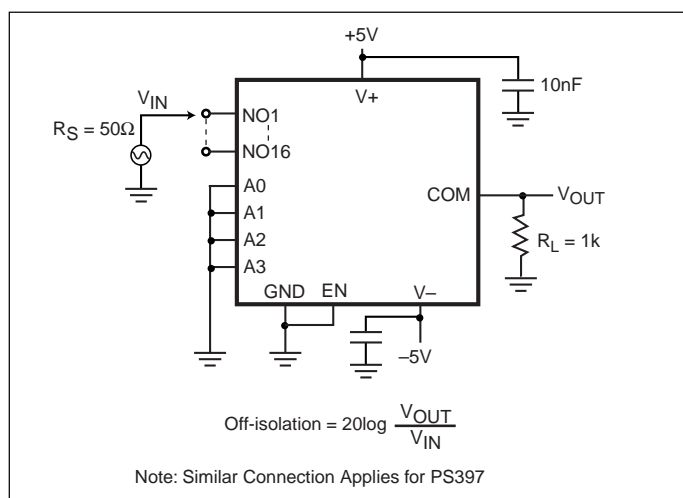 +5V
V+
10nF
VIN
RS = 50Ω
NO1
NO16
A0
A1
A2
A3
COM
VOUT
RL = 1k
GND
EN
V–
–5V
Off-isolation = 20log VOUT
VIN
Note: Similar Connection Applies for PS397